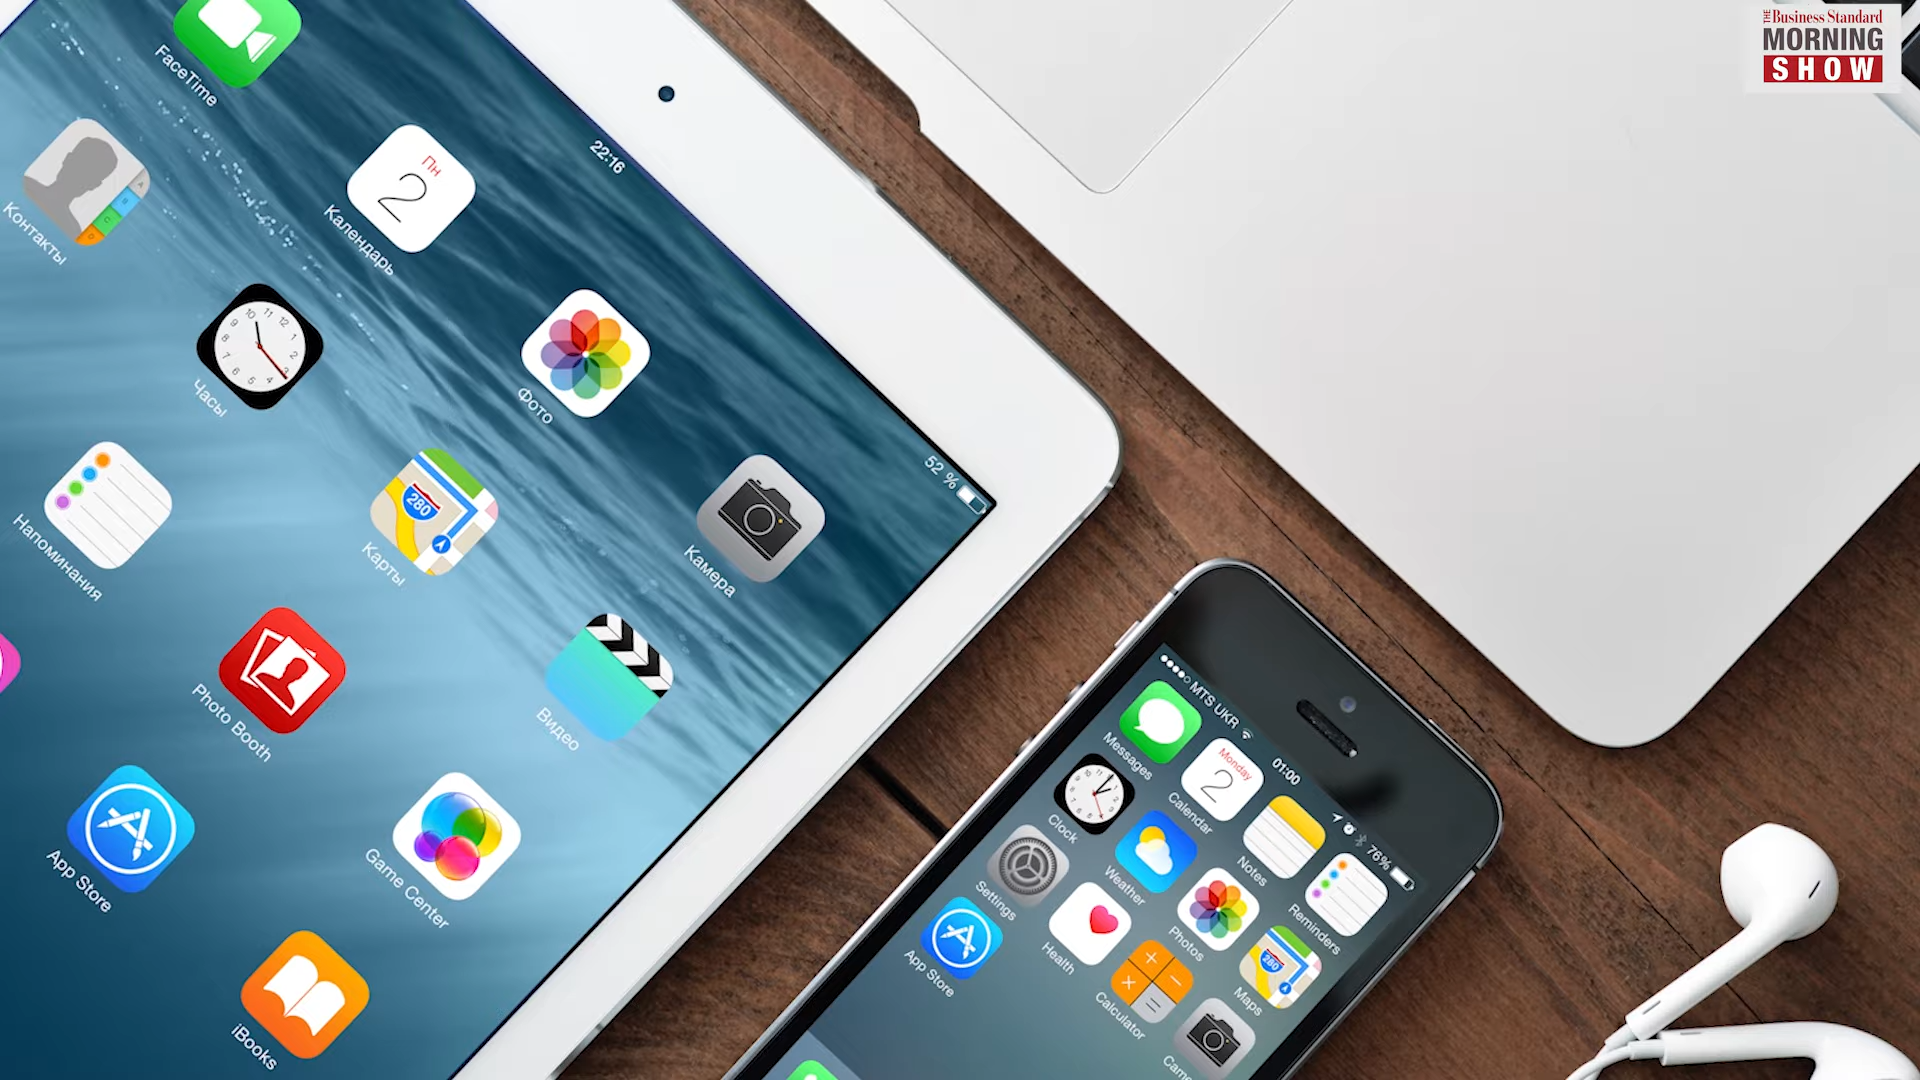 THE Business Standard
MORNING
SHOW
FaceTime
22:16
Пн
2
Календарь
Контакты
280
Часы
Фото
52 %
Напоминания
Карты
Камера
Photo Booth
Видео
App Store
Game Center
iBooks
MTS UKR
01:00
76%
Messages
Monday
2
Calendar
Notes
Reminders
Clock
Weather
Photos
280
Maps
Settings
Health
Calculator
Came
App Store